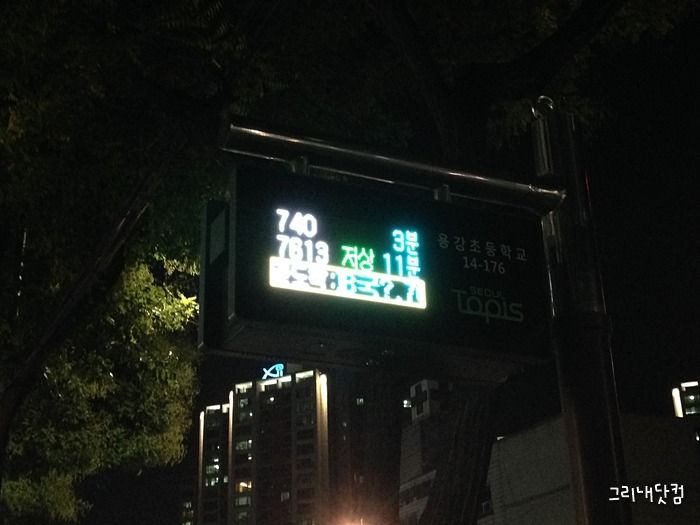 740 3분
7613 저상 11분
용강초등학교
14-176
SEOUL
TOPIS
Xi
그리내닷컴